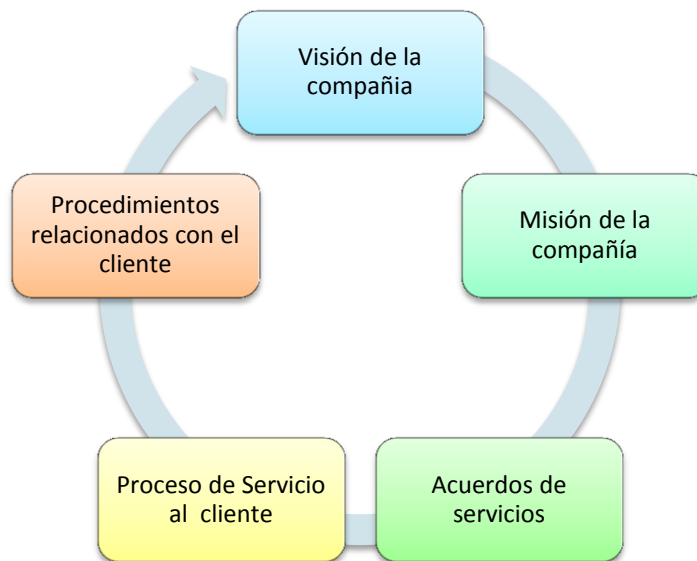 Visión de la
compañia
Misión de la
compañía
Acuerdos de
servicios
Proceso de Servicio
al cliente
Procedimientos
relacionados con el
cliente